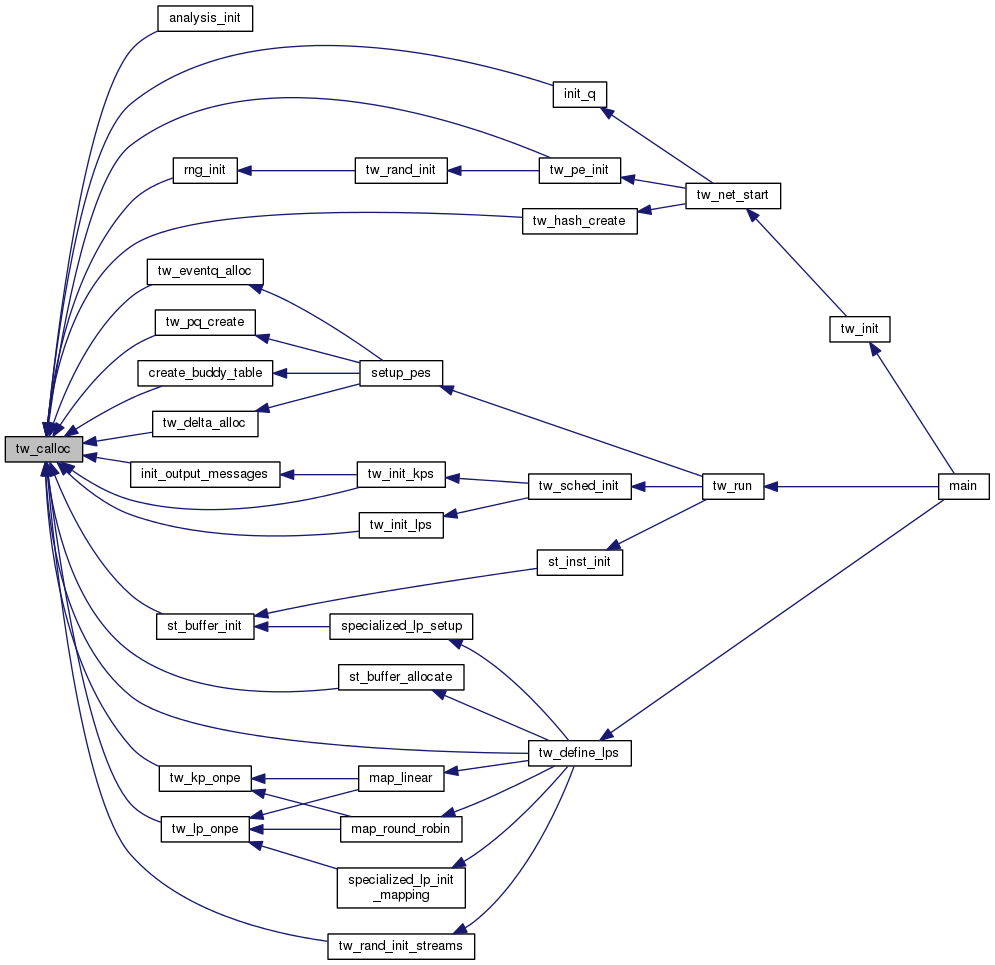 analysis_init
init_q
rng_init
tw_rand_init
tw_pe_init
tw_net_start
tw_hash_create
tw_eventq_alloc
tw_pq_create
tw_init
create_buddy_table
setup_pes
tw_delta_alloc
tw_calloc
init_output_messages
tw_init_kps
tw_sched_init
tw_run
main
tw_init_lps
st_inst_init
st_buffer_init
specialized_lp_setup
st_buffer_allocate
tw_define_lps
tw_kp_onpe
map_linear
tw_lp_onpe
map_round_robin
specialized_lp_init
_mapping
tw_rand_init_streams